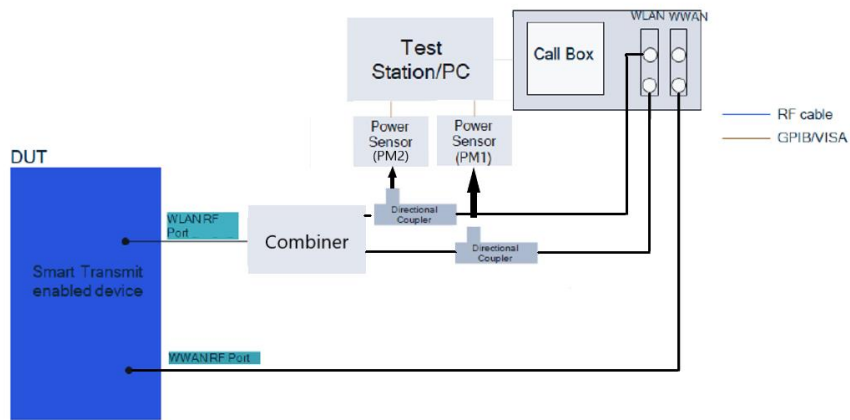 WLAN WWAN
Test
Station/PC
Call Box
RF cable
GPIB/VISA
Power
Sensor
(PM2)
Power
Sensor
(PM1)
DUT
WLAN RF
Port
Combiner
Directional
Coupler
Directional
Coupler
Smart Transmit
enabled device
WWAN RF Port